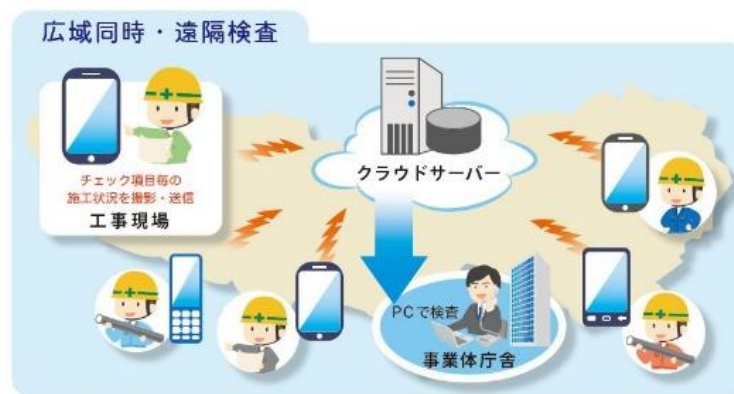 広域同時・遠隔検査
クラウドサーバー
チェック項目毎の
施工状況を撮影・送信
工事現場
PCで検査
事業体庁舎